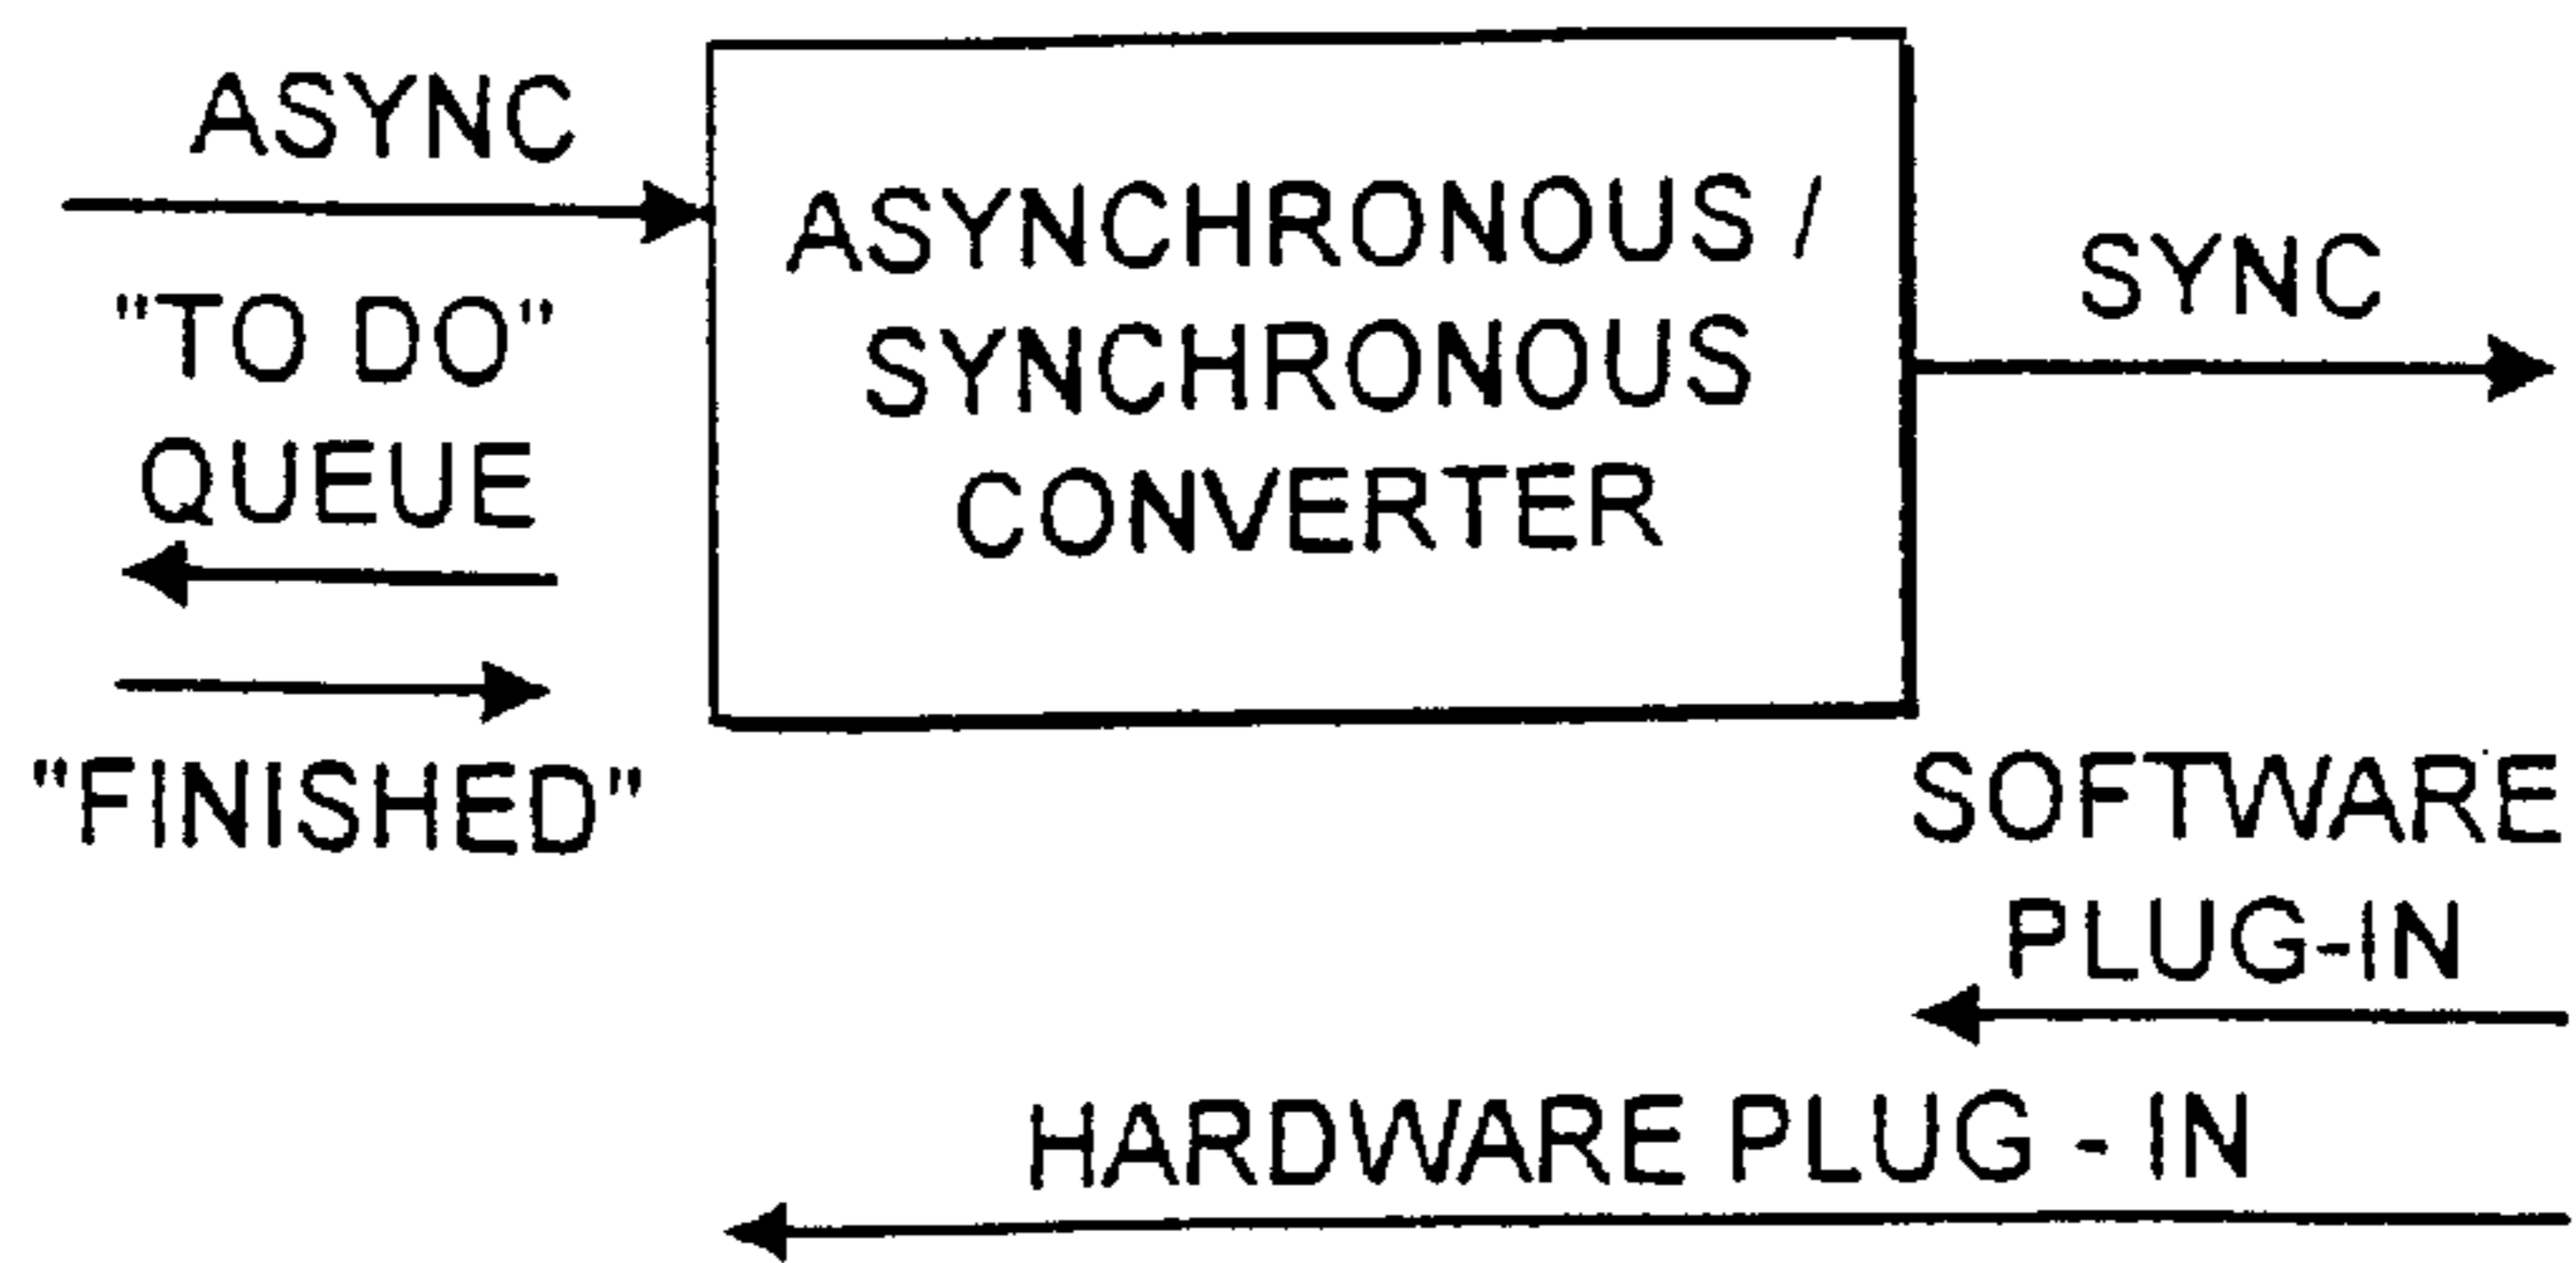 ASYNC
"TO DO"
QUEUE
"FINISHED"
ASYNCHRONOUS /
SYNCHRONOUS
CONVERTER
SYNC
SOFTWARE
PLUG-IN
HARDWARE PLUG - IN